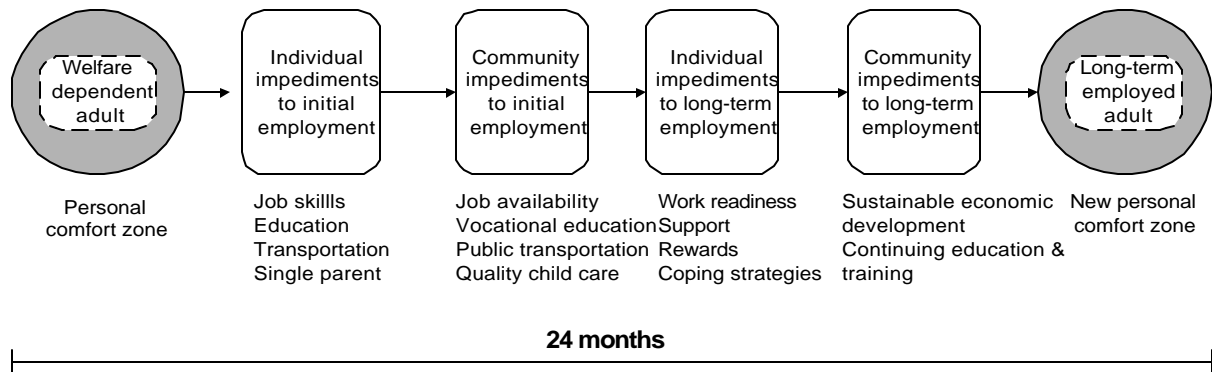 Welfare
dependent
adult
Individual
impediments
to initial
employment
Community
impediments
to initial
employment
Individual
impediments
to long-term
employment
Community
impediments
to long-term
employment
Long-term
employed
adult
Personal
comfort zone
Job skillls
Education
Transportation
Single parent
Job availability
Vocational education
Public transportation
Quality child care
Work readiness
Support
Rewards
Coping strategies
Sustainable economic
development
Continuing education &
training
New personal
comfort zone
24 months